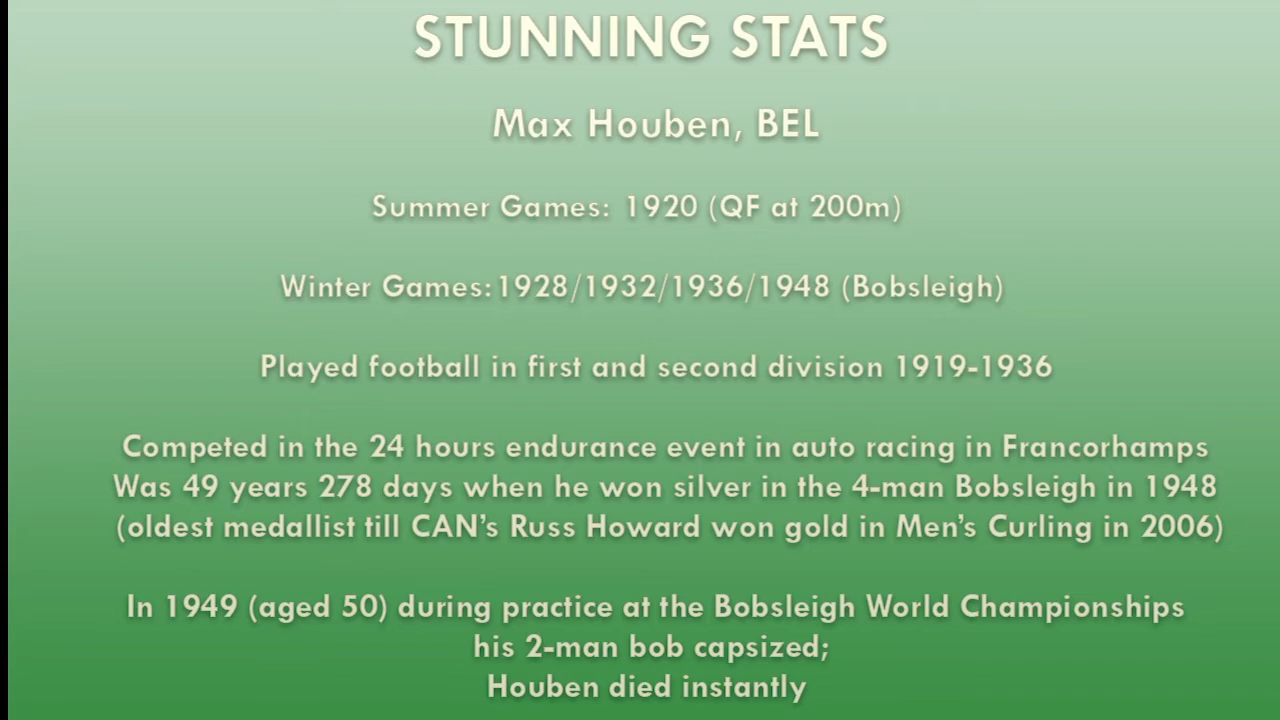 STUNNING STATS
Max Houben, BEL
Summer Games: 1920 (QF at 200m)
Winter Games:1928/1932/1936/1948 (Bobsleigh)
Played football in first and second division 1919-1936
Competed in the 24 hours endurance event in auto racing in Francorhamps
Was 49 years 278 days when he won silver in the 4-man Bobsleigh in 1948
(oldest medallist till CAN’s Russ Howard won gold in Men’s Curling in 2006)
In 1949 (aged 50) during practice at the Bobsleigh World Championships
his 2-man bob capsized;
Houben died instantly